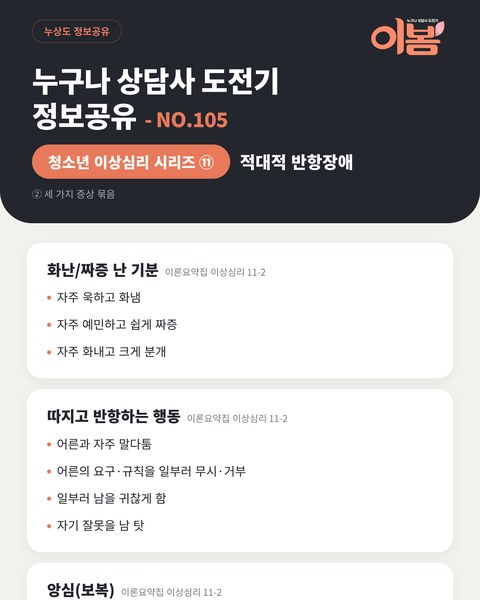 누상도 정보공유
누구나 상담사 도전기
이봄
누구나 상담사 도전기
정보공유 - NO.105
청소년 이상심리 시리즈 ⑪ 적대적 반항장애
② 세 가지 증상 묶음
화난/짜증 난 기분 이론요약집 이상심리 11-2
• 자주 욱하고 화냄
• 자주 예민하고 쉽게 짜증
• 자주 화내고 크게 분개
따지고 반항하는 행동 이론요약집 이상심리 11-2
• 어른과 자주 말다툼
• 어른의 요구·규칙을 일부러 무시·거부
• 일부러 남을 귀찮게 함
• 자기 잘못을 남 탓
앙심(보복) 이론요약집 이상심리 11-2